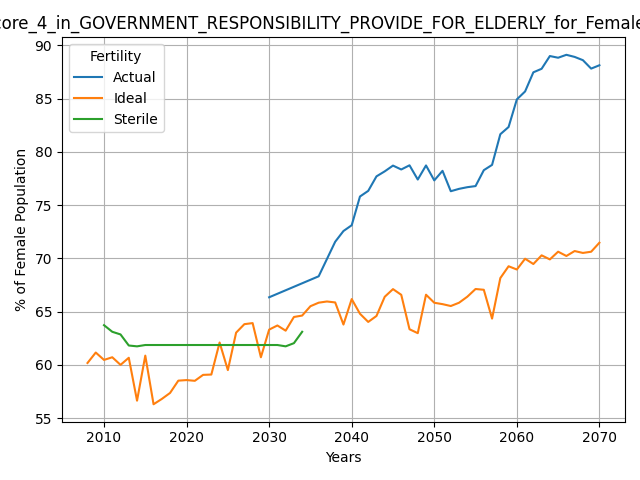 core_4_in_GOVERNMENT_RESPONSIBILITY_PROVIDE_FOR_ELDERLY_for_Female
Fertility
Actual
Ideal
Sterile
% of Female Population
90
85
80
75
70
65
60
55
2010 2020 2030 2040 2050 2060 2070
Years